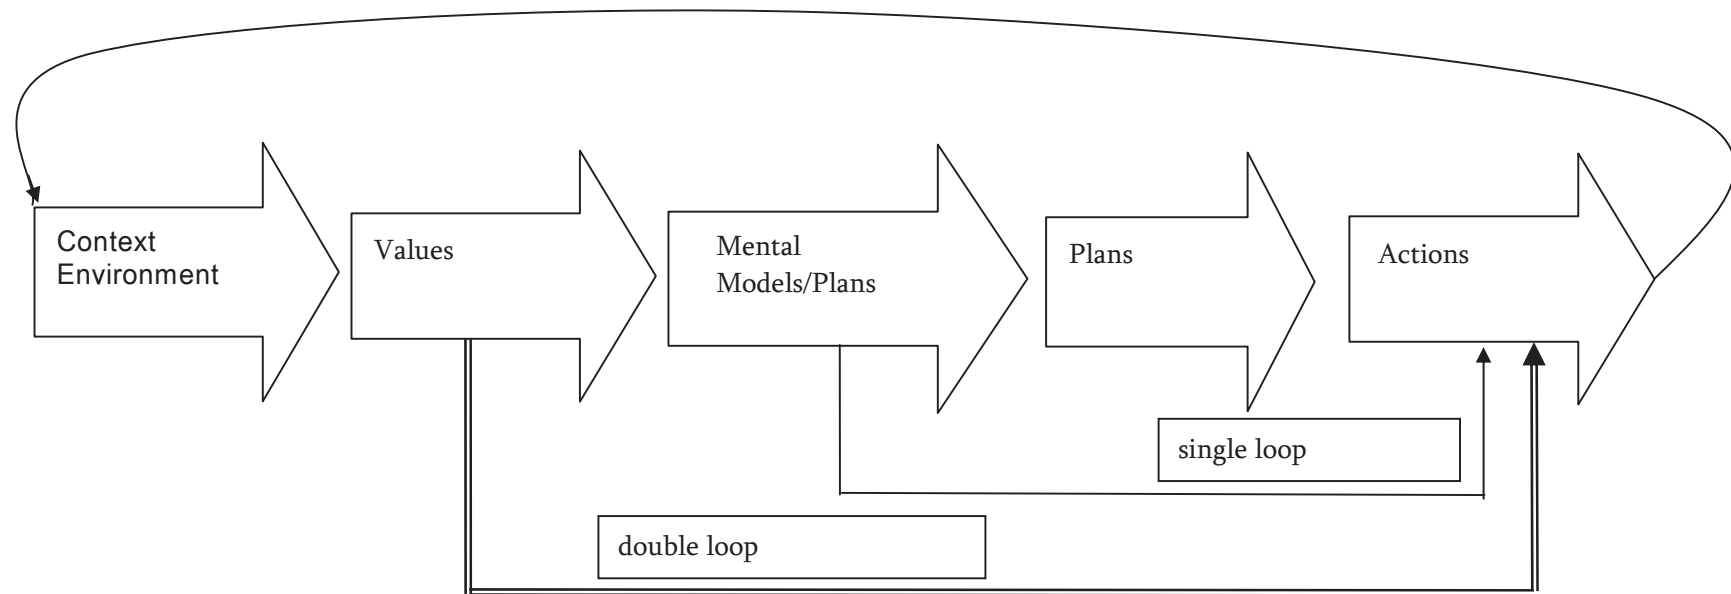 Context
Environment
Values
Mental
Models/Plans
Plans
Actions
single loop
double loop